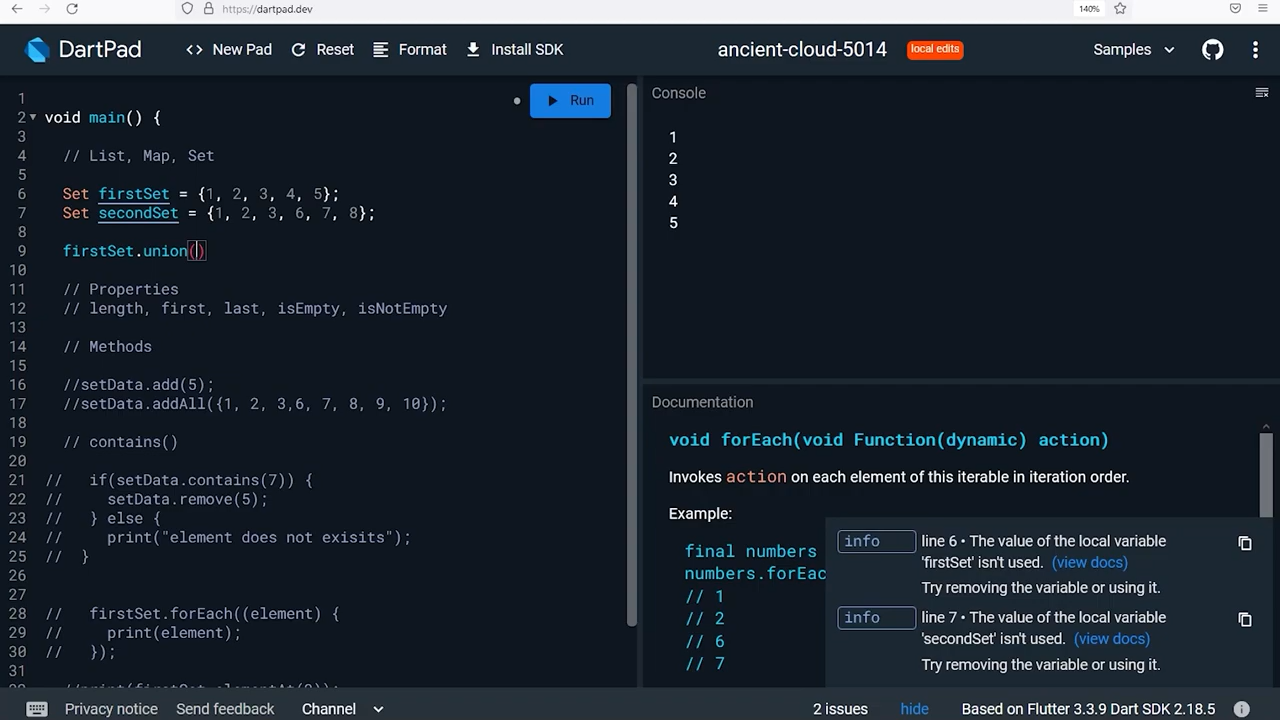 https://dartpad.dev
140%
DartPad
<> New Pad
Reset
Format
Install SDK
ancient-cloud-5014
local edits
Samples
Run
1
2 void main() {
3
4 // List, Map, Set
5
6 Set firstSet = {1, 2, 3, 4, 5};
7 Set secondSet = {1, 2, 3, 6, 7, 8};
8
9 firstSet.union()
10
11 // Properties
12 // length, first, last, isEmpty, isNotEmpty
13
14 // Methods
15
16 //setData.add(5);
17 //setData.addAll({1, 2, 3,6, 7, 8, 9, 10});
18
19 // contains()
20
21 // if(setData.contains(7)) {
22 // setData.remove(5);
23 // } else {
24 // print("element does not exisits");
25 // }
26
27
28 // firstSet.forEach((element) {
29 // print(element);
30 // });
31
Console
1
2
3
4
5
Documentation
void forEach(void Function(dynamic) action)
Invokes action on each element of this iterable in iteration order.
Example:
final numbers
numbers.forEac
// 1
// 2
// 6
// 7
info line 6 • The value of the local variable
'firstSet' isn't used. (view docs)
Try removing the variable or using it.
info line 7 • The value of the local variable
'secondSet' isn't used. (view docs)
Try removing the variable or using it.
Privacy notice
Send feedback
Channel
2 issues
hide
Based on Flutter 3.3.9 Dart SDK 2.18.5